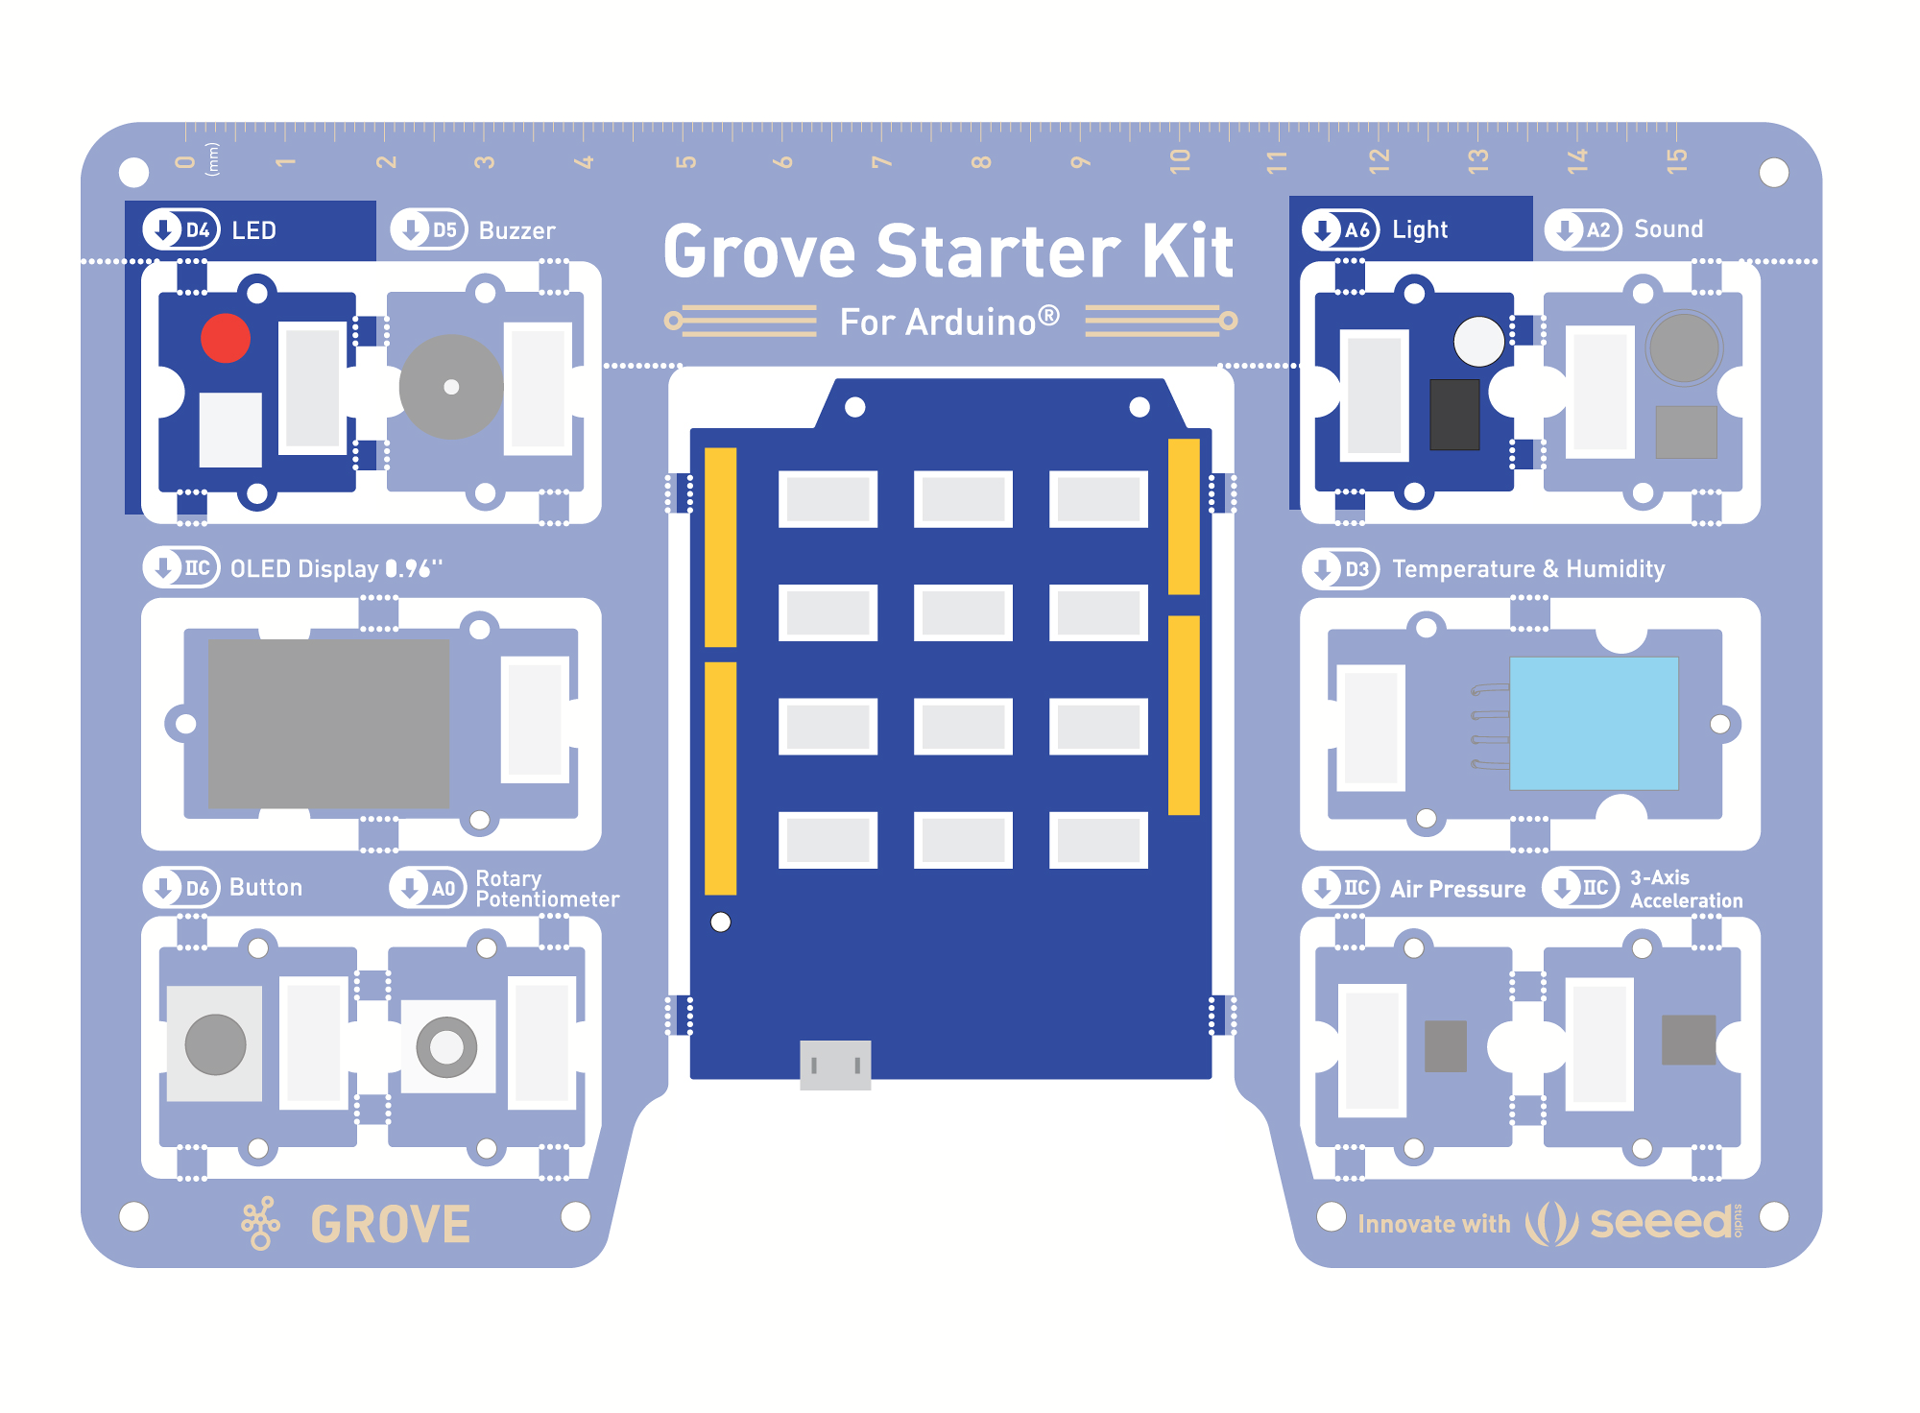 0 (mm) 1 2 3 4 5 6 7 8 9 10 11 12 13 14 15
D4 LED
D5 Buzzer
Grove Starter Kit
For Arduino®
A6 Light
A2 Sound
IIC OLED Display 0.96''
D3 Temperature & Humidity
D6 Button
A0 Rotary
Potentiometer
IIC Air Pressure
IIC 3-Axis
Acceleration
GROVE
Innovate with seeed studio